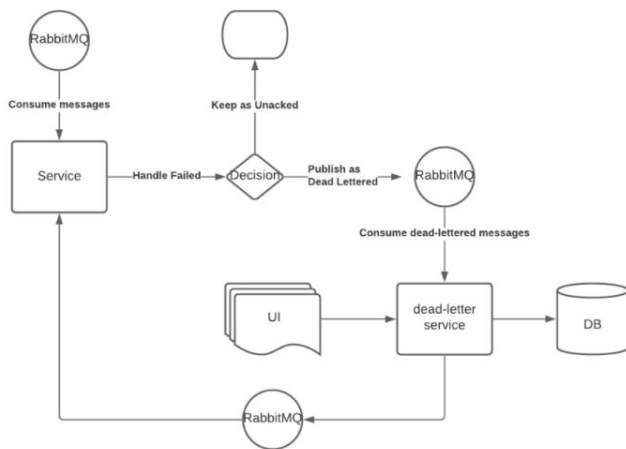 RabbitMQ
Consume messages
Keep as Unacked
Service
Handle Failed
Decision
Publish as
Dead Lettered
RabbitMQ
Consume dead-lettered messages
UI
dead-letter
service
DB
RabbitMQ